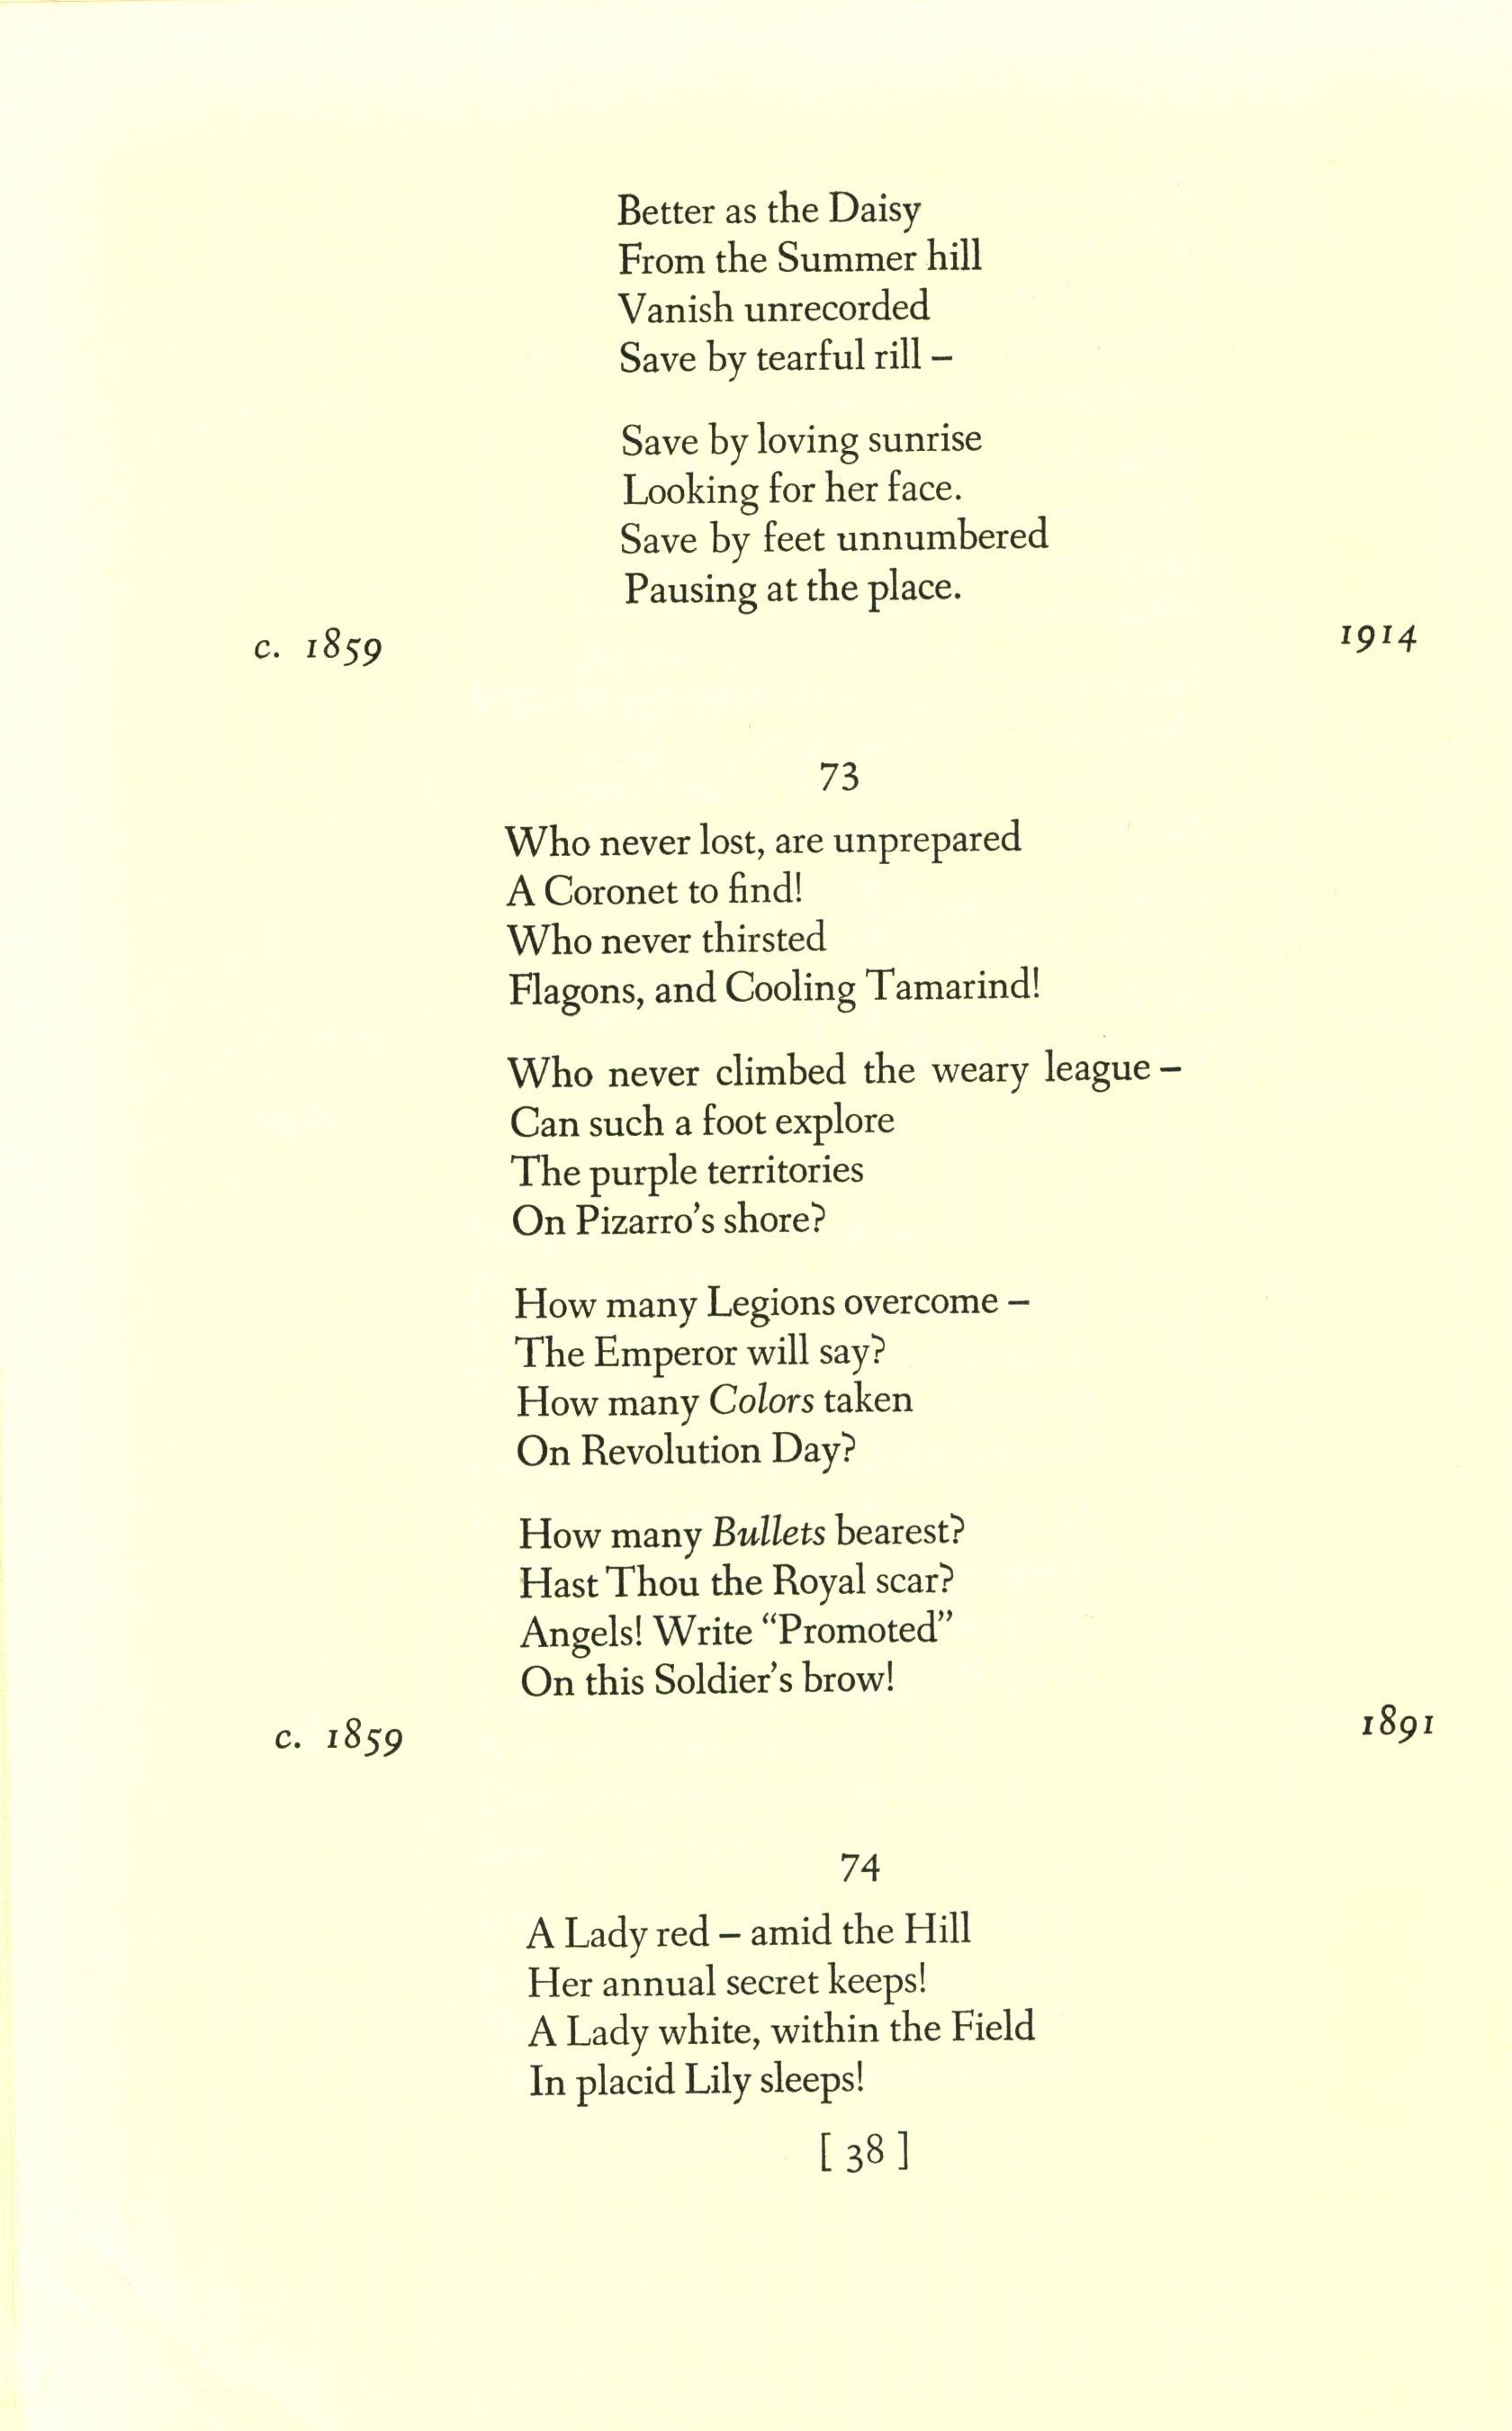 Better as the Daisy
From the Summer hill
Vanish unrecorded
Save by tearful rill –
Save by loving sunrise
Looking for her face.
Save by feet unnumbered
Pausing at the place.
c. 1859 1914
73
Who never lost, are unprepared
A Coronet to find!
Who never thirsted
Flagons, and Cooling Tamarind!
Who never climbed the weary league –
Can such a foot explore
The purple territories
On Pizarro's shore?
How many Legions overcome –
The Emperor will say?
How many Colors taken
On Revolution Day?
How many Bullets bearest?
Hast Thou the Royal scar?
Angels! Write “Promoted”
On this Soldier's brow!
c. 1859 1891
74
A Lady red – amid the Hill
Her annual secret keeps!
A Lady white, within the Field
In placid Lily sleeps!
[ 38 ]